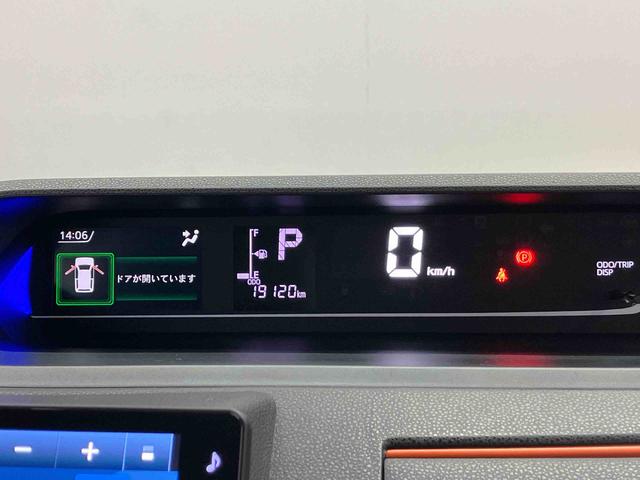 14:06/
ドアが開いています
F
E
P
ODO
19120km
0
km/h
P
ODO/TRIP
DISP
− + =